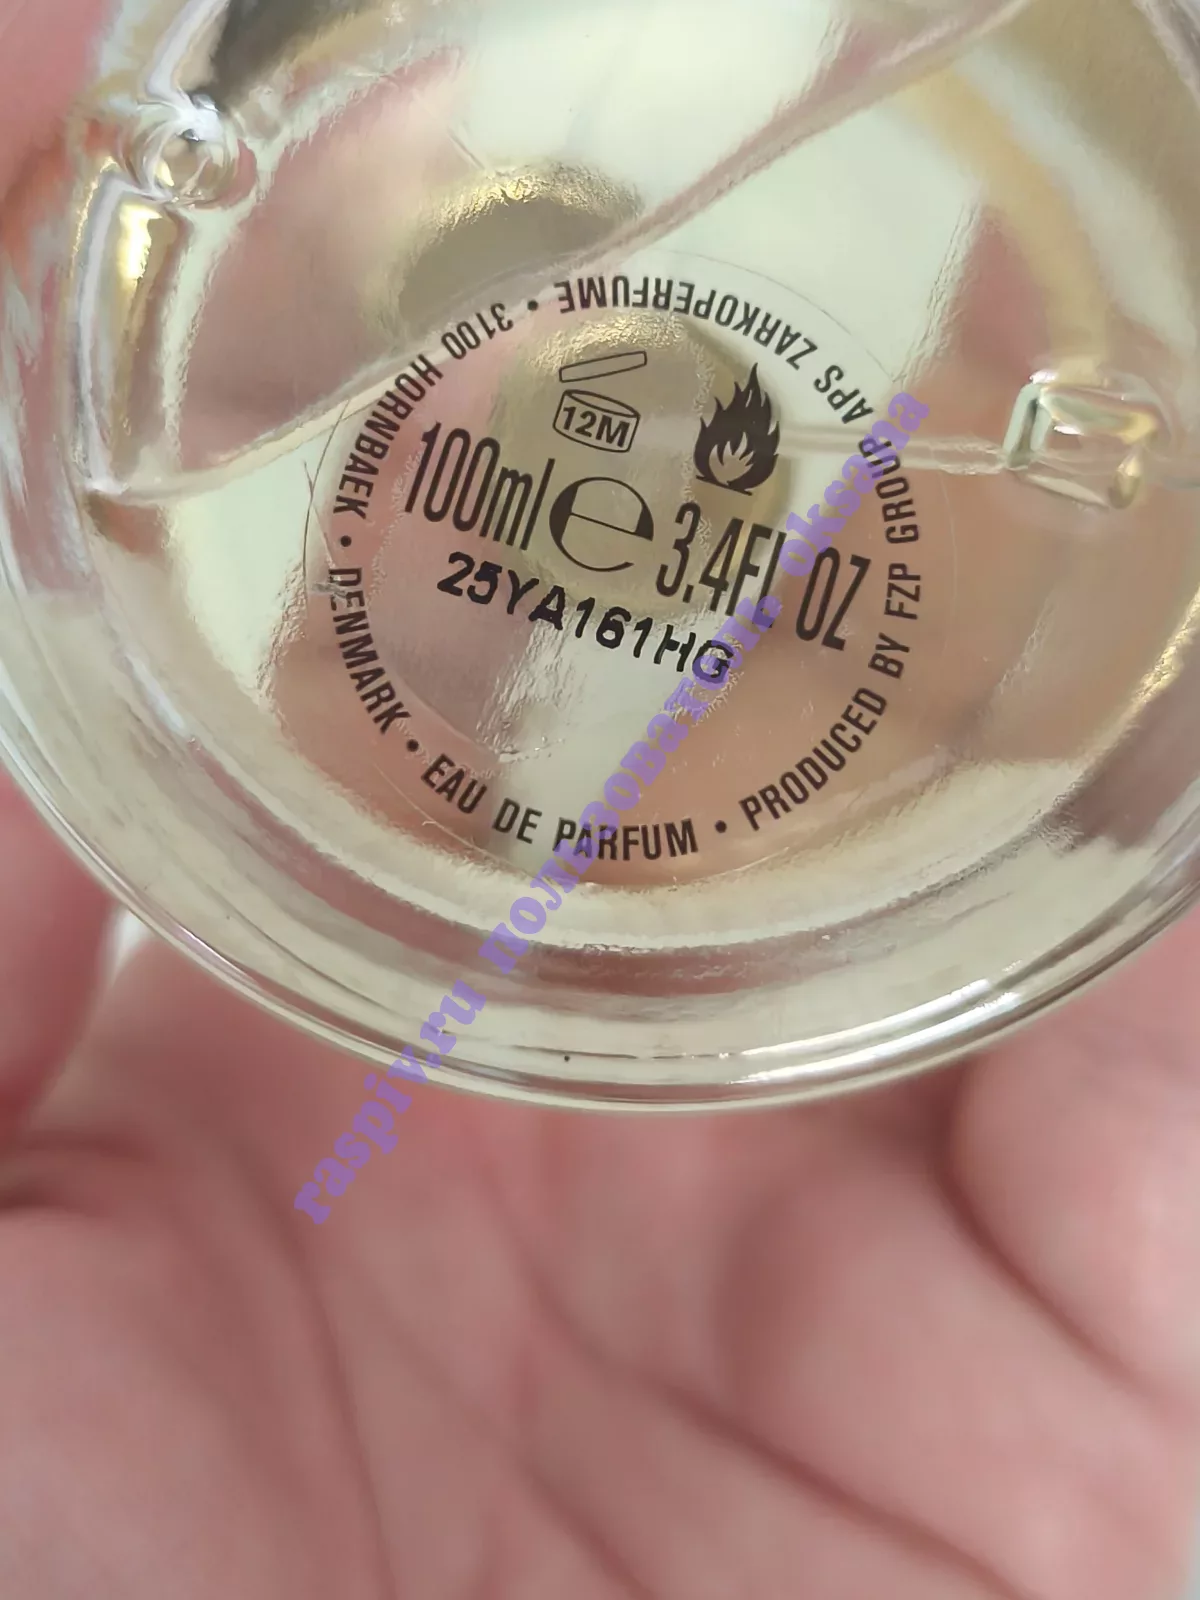 12M
100ml e 3.4FL OZ
25YA161HG
EAU DE PARFUM • PRODUCED BY FZP GROUP APS ZARKOPERFUME • 3100 HORNBAEK • DENMARK •
raspiv.ru пользователь oksana